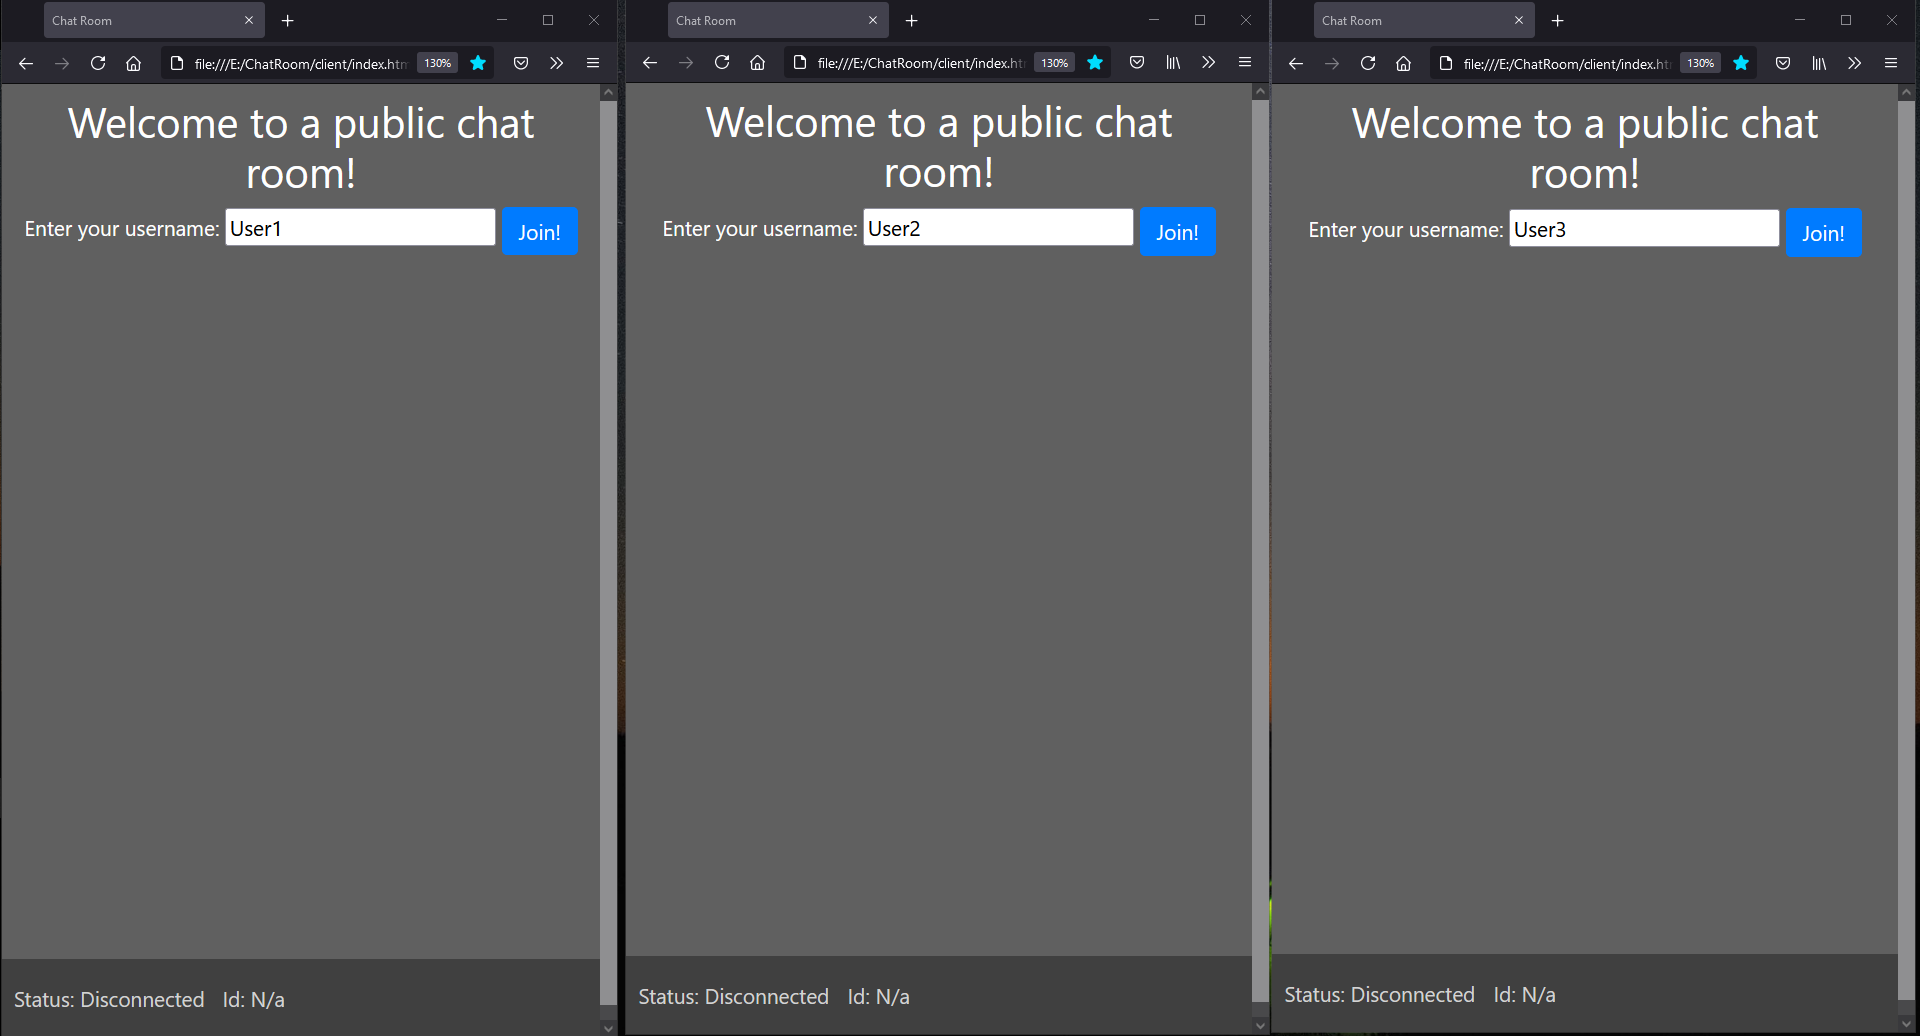 Chat Room
file:///E:/ChatRoom/client/index.htm
130%
Welcome to a public chat
room!
Enter your username: User1 Join!
Status: Disconnected Id: N/a
Chat Room
file:///E:/ChatRoom/client/index.ht
130%
Welcome to a public chat
room!
Enter your username: User2 Join!
Status: Disconnected Id: N/a
Chat Room
file:///E:/ChatRoom/client/index.ht
130%
Welcome to a public chat
room!
Enter your username: User3 Join!
Status: Disconnected Id: N/a